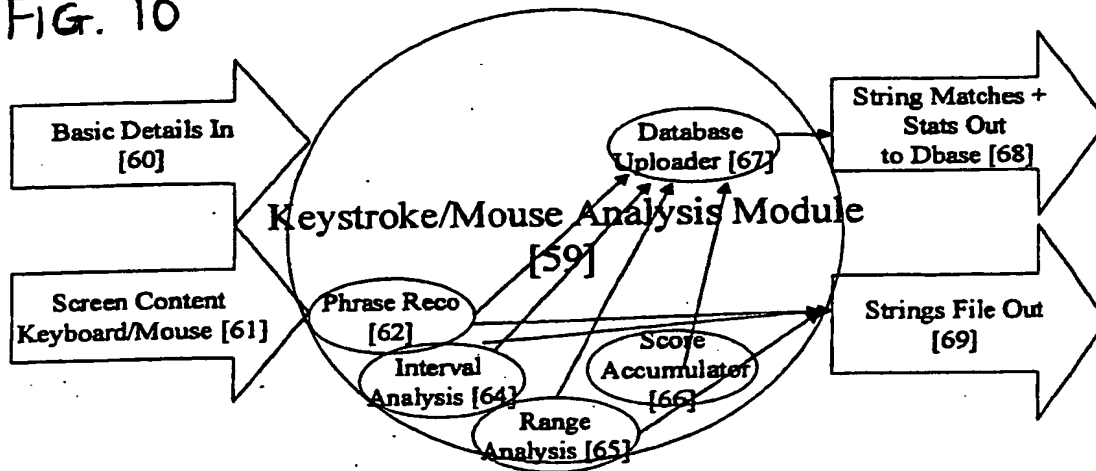 FIG. 10
Basic Details In
[60]
Screen Content
Keyboard/Mouse [61]
Keystroke/Mouse Analysis Module
[59]
Database
Uploader [67]
Phrase Reco
[62]
Interval
Analysis [64]
Range
Analysis [65]
Score
Accumulator
[66]
String Matches +
Stats Out
to Dbase [68]
Strings File Out
[69]